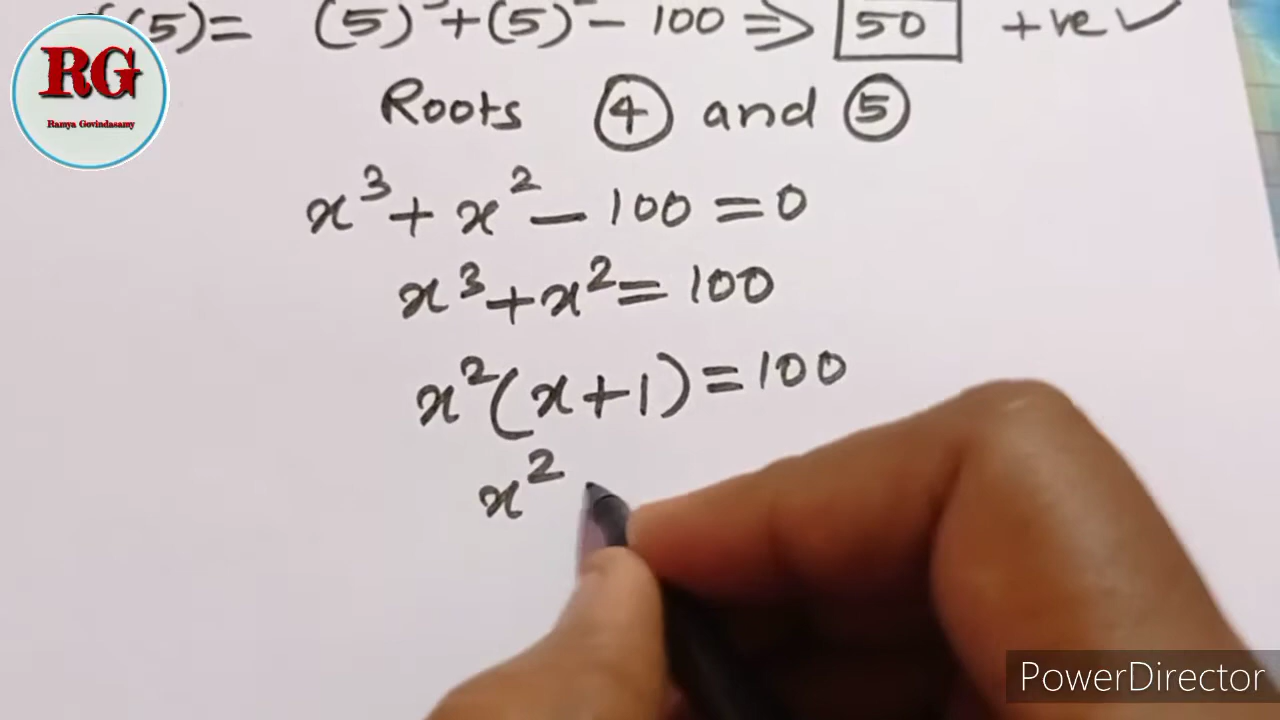 (5)= (5)³+(5)²- 100 => 50 +ve ✓
RG
Ramya Govindasamy
Roots 4 and 5
x³ + x² - 100 = 0
x³ + x² = 100
x²(x+1) = 100
x²
PowerDirector